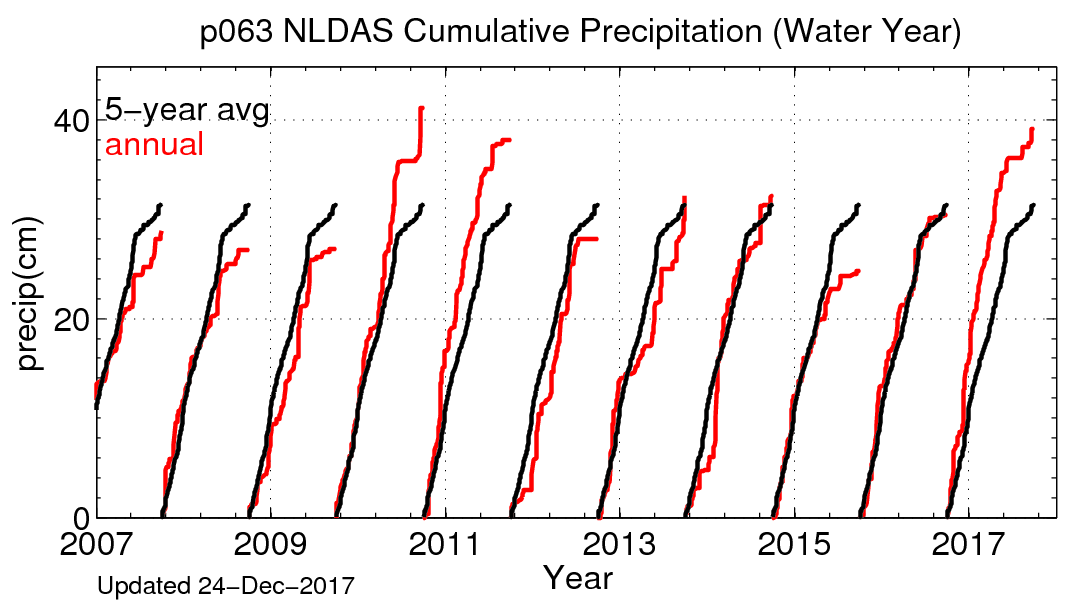 p063 NLDAS Cumulative Precipitation (Water Year)
5−year avg
annual
precip(cm)
40
20
0
2007 2009 2011 2013 2015 2017
Year
Updated 24−Dec−2017